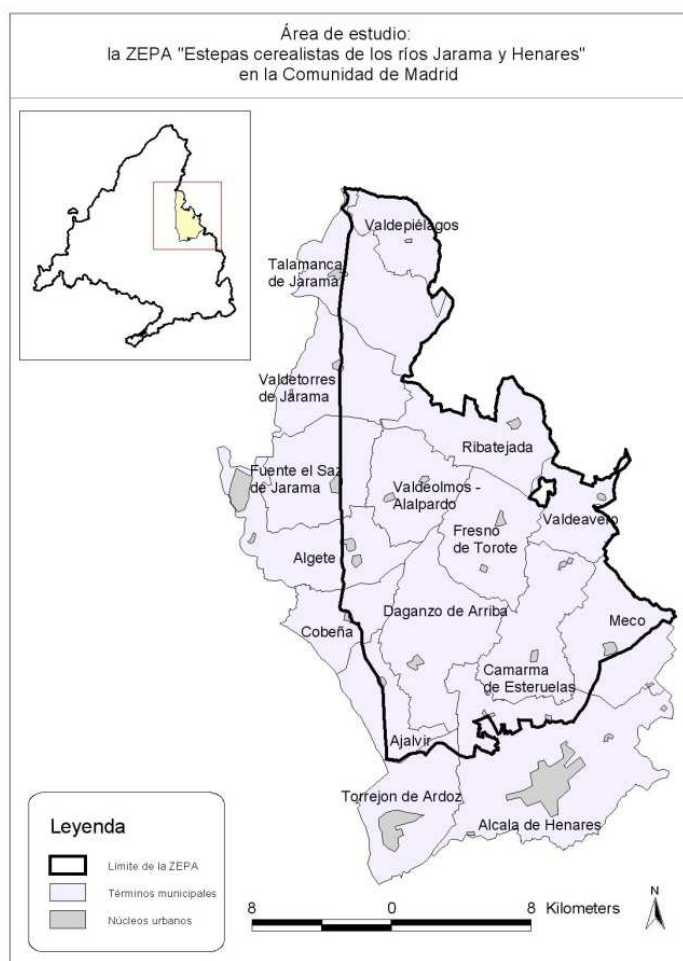 Área de estudio:
la ZEPA "Estepas cerealistas de los ríos Jarama y Henares"
en la Comunidad de Madrid
Valdepiélagos
Talamanca
de Jarama
Valdetorres
de Jarama
Ribatejada
Fuente el Saz
de Jarama
Valdeolmos -
Alalpardo
Valdeavero
Fresno
de Torote
Algete
Daganzo de Arriba
Meco
Cobeña
Camarma
de Esteruelas
Ajalvir
Torrejon de Ardoz
Alcala de Henares
Leyenda
Límite de la ZEPA
Términos municipales
Núcleos urbanos
8 0 8 Kilometers
N